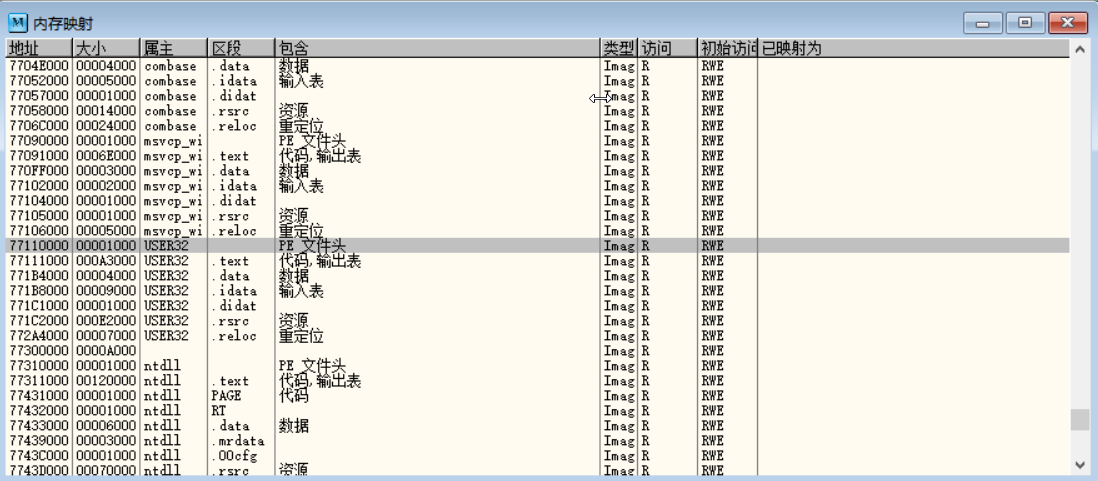 M 内存映射
地址 大小 属主 区段 包含 类型 访问 初始访问 已映射为
7704E000 00004000 combase .data 数据 Imag R RWE
77052000 00005000 combase .idata 输入表 Imag R RWE
77057000 00001000 combase .didat Imag R RWE
77058000 00014000 combase .rsrc 资源 Imag R RWE
7706C000 00024000 combase .reloc 重定位 Imag R RWE
77090000 00001000 msvcp_wi PE 文件头 Imag R RWE
77091000 0006E000 msvcp_wi .text 代码,输出表 Imag R RWE
770FF000 00003000 msvcp_wi .data 数据 Imag R RWE
77102000 00002000 msvcp_wi .idata 输入表 Imag R RWE
77104000 00001000 msvcp_wi .didat Imag R RWE
77105000 00001000 msvcp_wi .rsrc 资源 Imag R RWE
77106000 00005000 msvcp_wi .reloc 重定位 Imag R RWE
77110000 00001000 USER32 PE 文件头 Imag R RWE
77111000 000A3000 USER32 .text 代码,输出表 Imag R RWE
771B4000 00004000 USER32 .data 数据 Imag R RWE
771B8000 00009000 USER32 .idata 输入表 Imag R RWE
771C1000 00001000 USER32 .didat Imag R RWE
771C2000 000E2000 USER32 .rsrc 资源 Imag R RWE
772A4000 00007000 USER32 .reloc 重定位 Imag R RWE
77300000 0000A000 Imag R RWE
77310000 00001000 ntdll PE 文件头 Imag R RWE
77311000 00120000 ntdll .text 代码,输出表 Imag R RWE
77431000 00001000 ntdll PAGE 代码 Imag R RWE
77432000 00001000 ntdll RT Imag R RWE
77433000 00006000 ntdll .data 数据 Imag R RWE
77439000 00003000 ntdll .mrdata Imag R RWE
7743C000 00001000 ntdll .00cfg Imag R RWE
7743D000 00070000 ntdll .rsrc 资源 Imag R RWE